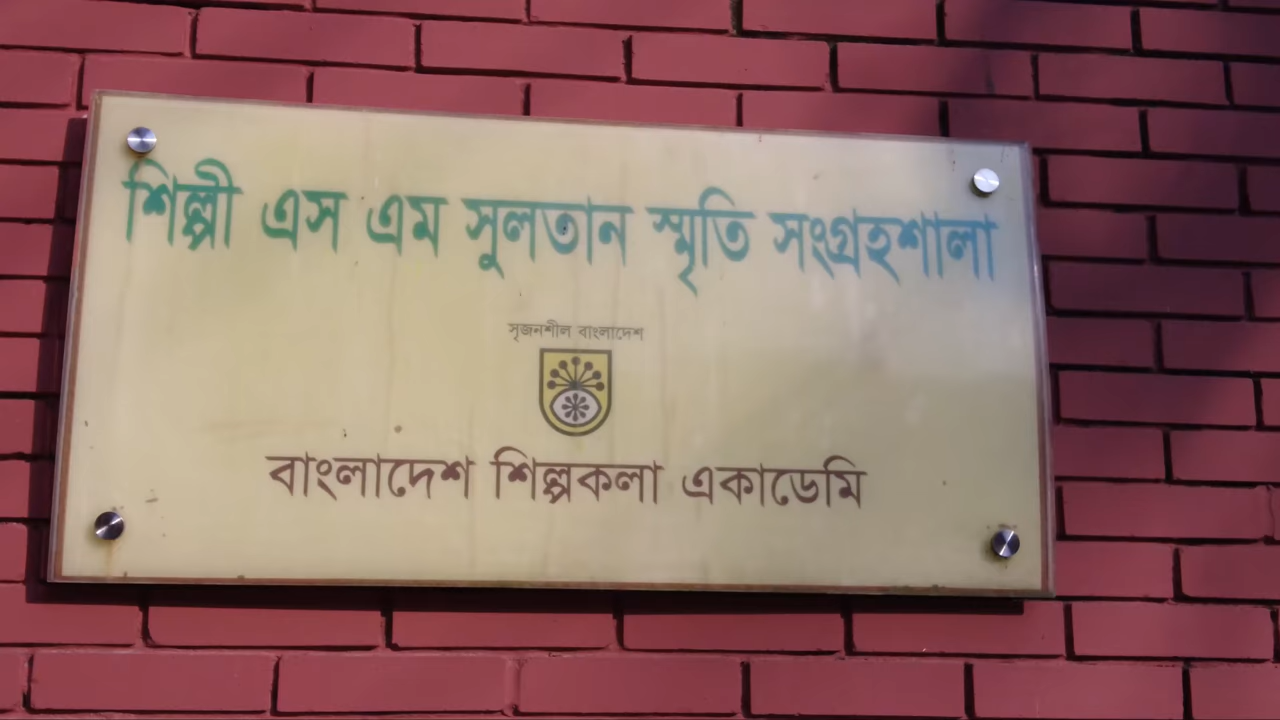 শিল্পী এস এম সুলতান স্মৃতি সংগ্রহশালা
সৃজনশীল বাংলাদেশ
বাংলাদেশ শিল্পকলা একাডেমি